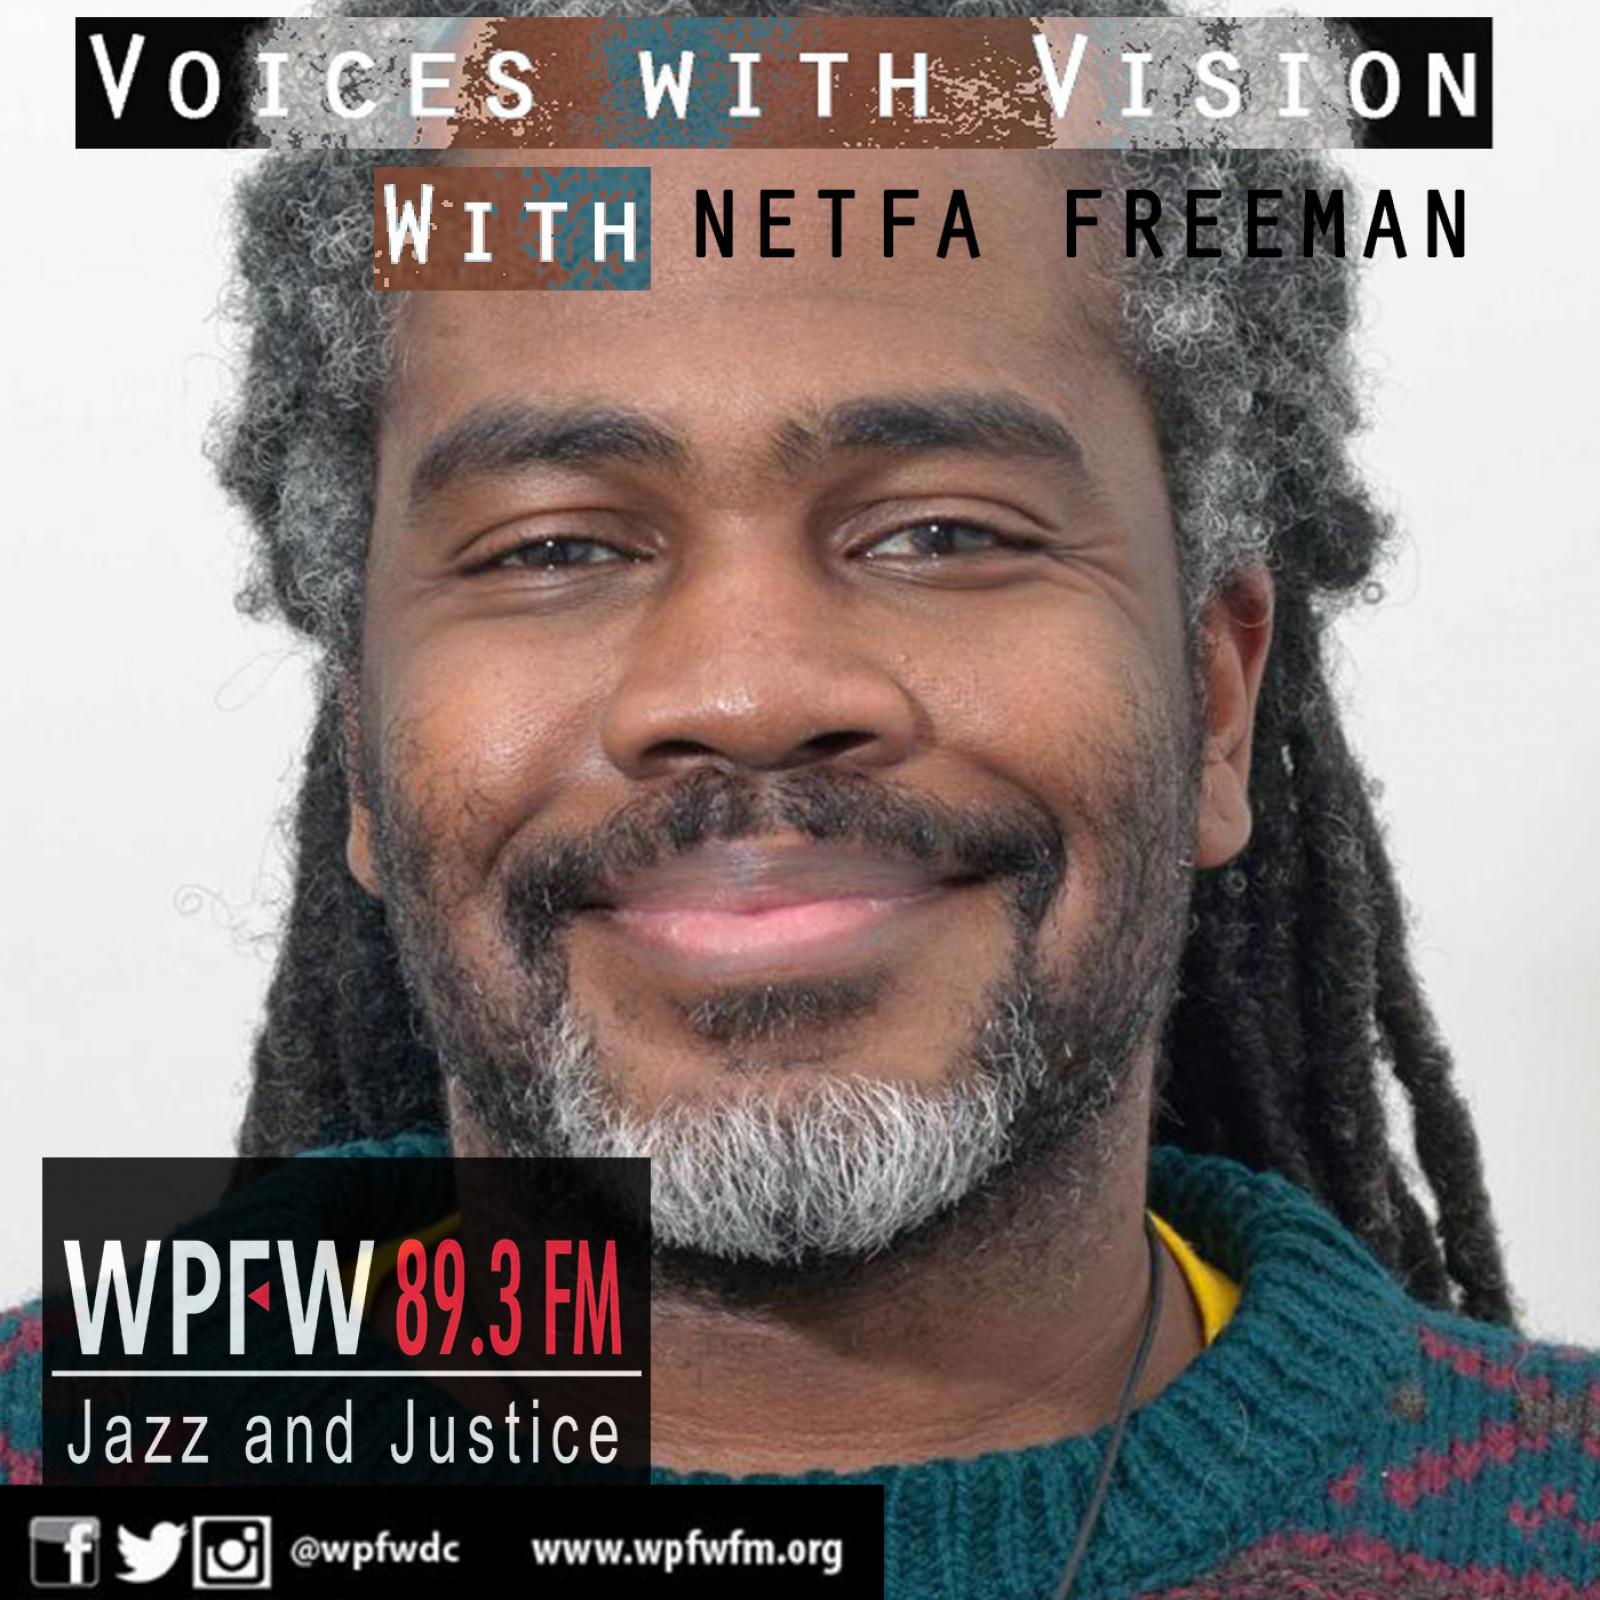 VOICES WITH VISION
WITH NETFA FREEMAN
WPFW 89.3 FM
Jazz and Justice
@wpfwdc www.wpfwfm.org